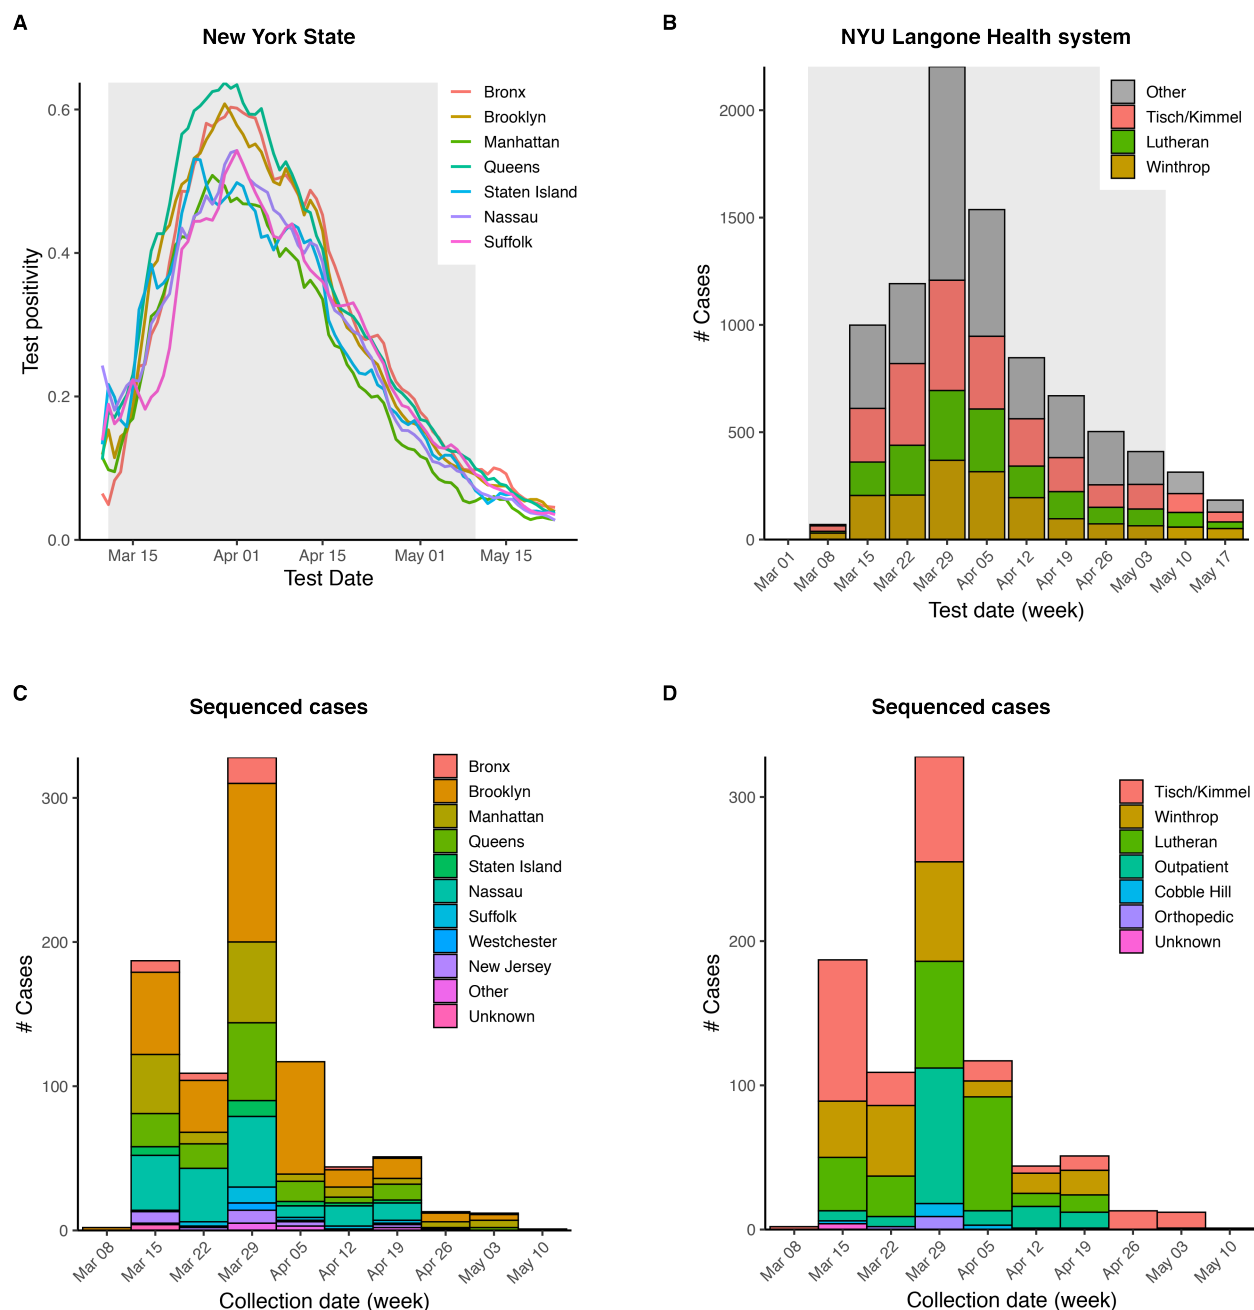 A
New York State
Test positivity
0.6
0.4
0.2
0.0
Mar 15
Apr 01
Apr 15
May 01
May 15
Test Date
Bronx
Brooklyn
Manhattan
Queens
Staten Island
Nassau
Suffolk
B
NYU Langone Health system
# Cases
2000
1500
1000
500
0
Mar 01
Mar 08
Mar 15
Mar 22
Mar 29
Apr 05
Apr 12
Apr 19
Apr 26
May 03
May 10
May 17
Test date (week)
Other
Tisch/Kimmel
Lutheran
Winthrop
C
Sequenced cases
# Cases
300
200
100
0
Mar 08
Mar 15
Mar 22
Mar 29
Apr 05
Apr 12
Apr 19
Apr 26
May 03
May 10
Collection date (week)
Bronx
Brooklyn
Manhattan
Queens
Staten Island
Nassau
Suffolk
Westchester
New Jersey
Other
Unknown
D
Sequenced cases
# Cases
300
200
100
0
Mar 08
Mar 15
Mar 22
Mar 29
Apr 05
Apr 12
Apr 19
Apr 26
May 03
May 10
Collection date (week)
Tisch/Kimmel
Winthrop
Lutheran
Outpatient
Cobble Hill
Orthopedic
Unknown